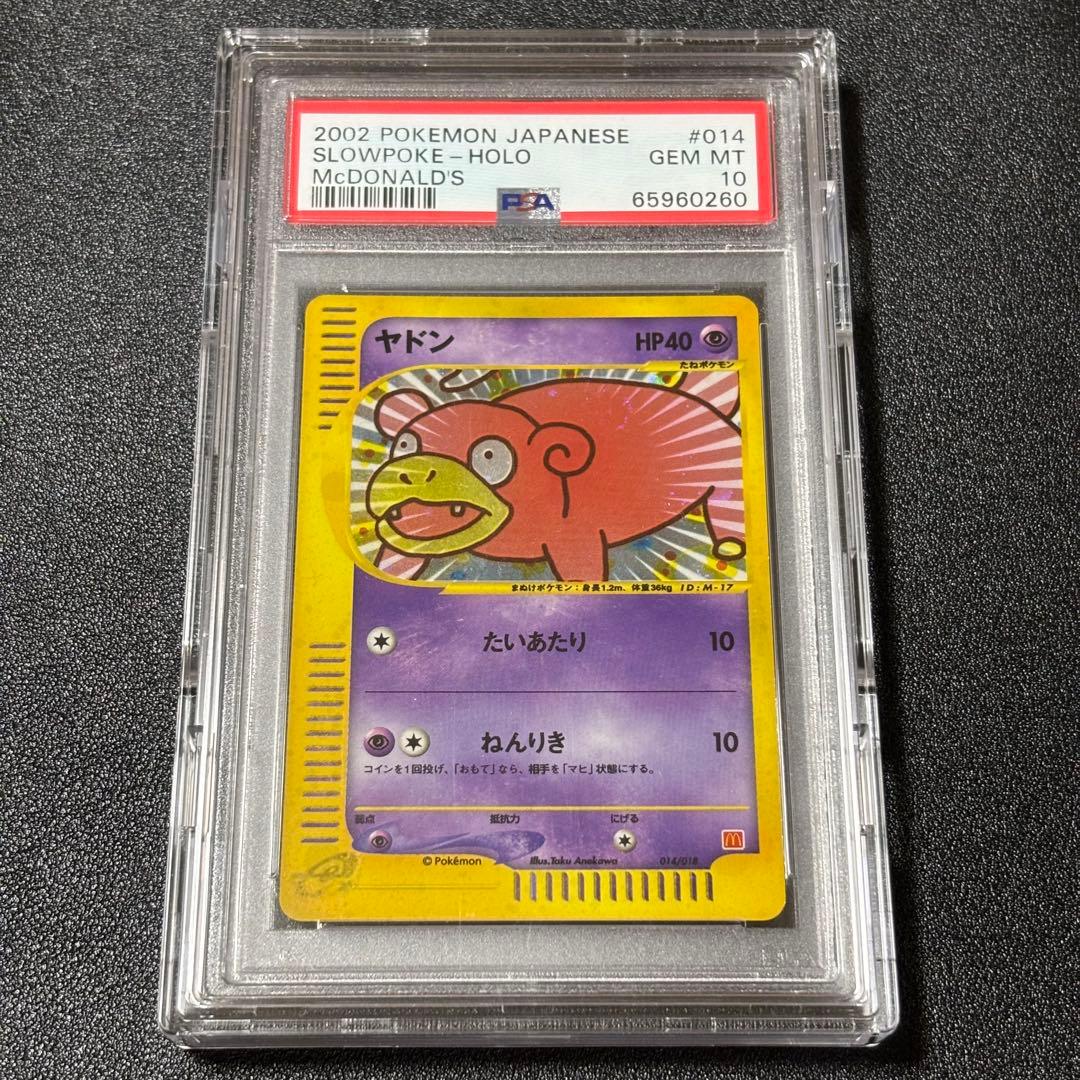 2002 POKEMON JAPANESE #014
SLOWPOKE-HOLO GEM MT
McDONALD'S 10
PSA 65960260
ヤドン HP40
たねポケモン
まぬけポケモン:身長1.2m、体重36kg ID:M-17
たいあたり 10
ねんりき 10
コインを1回投げ、「おもて」なら、相手を「マヒ」状態にする。
弱点 抵抗力 にげる
©Pokémon Illus.Taku Anekawa 014/018